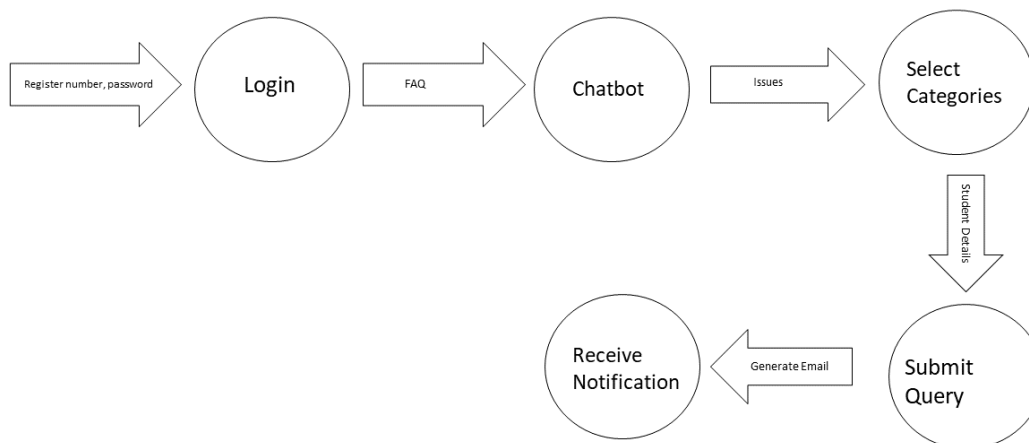 Register number, password
Login
FAQ
Chatbot
Issues
Select
Categories
Student Details
Submit
Query
Generate Email
Receive
Notification